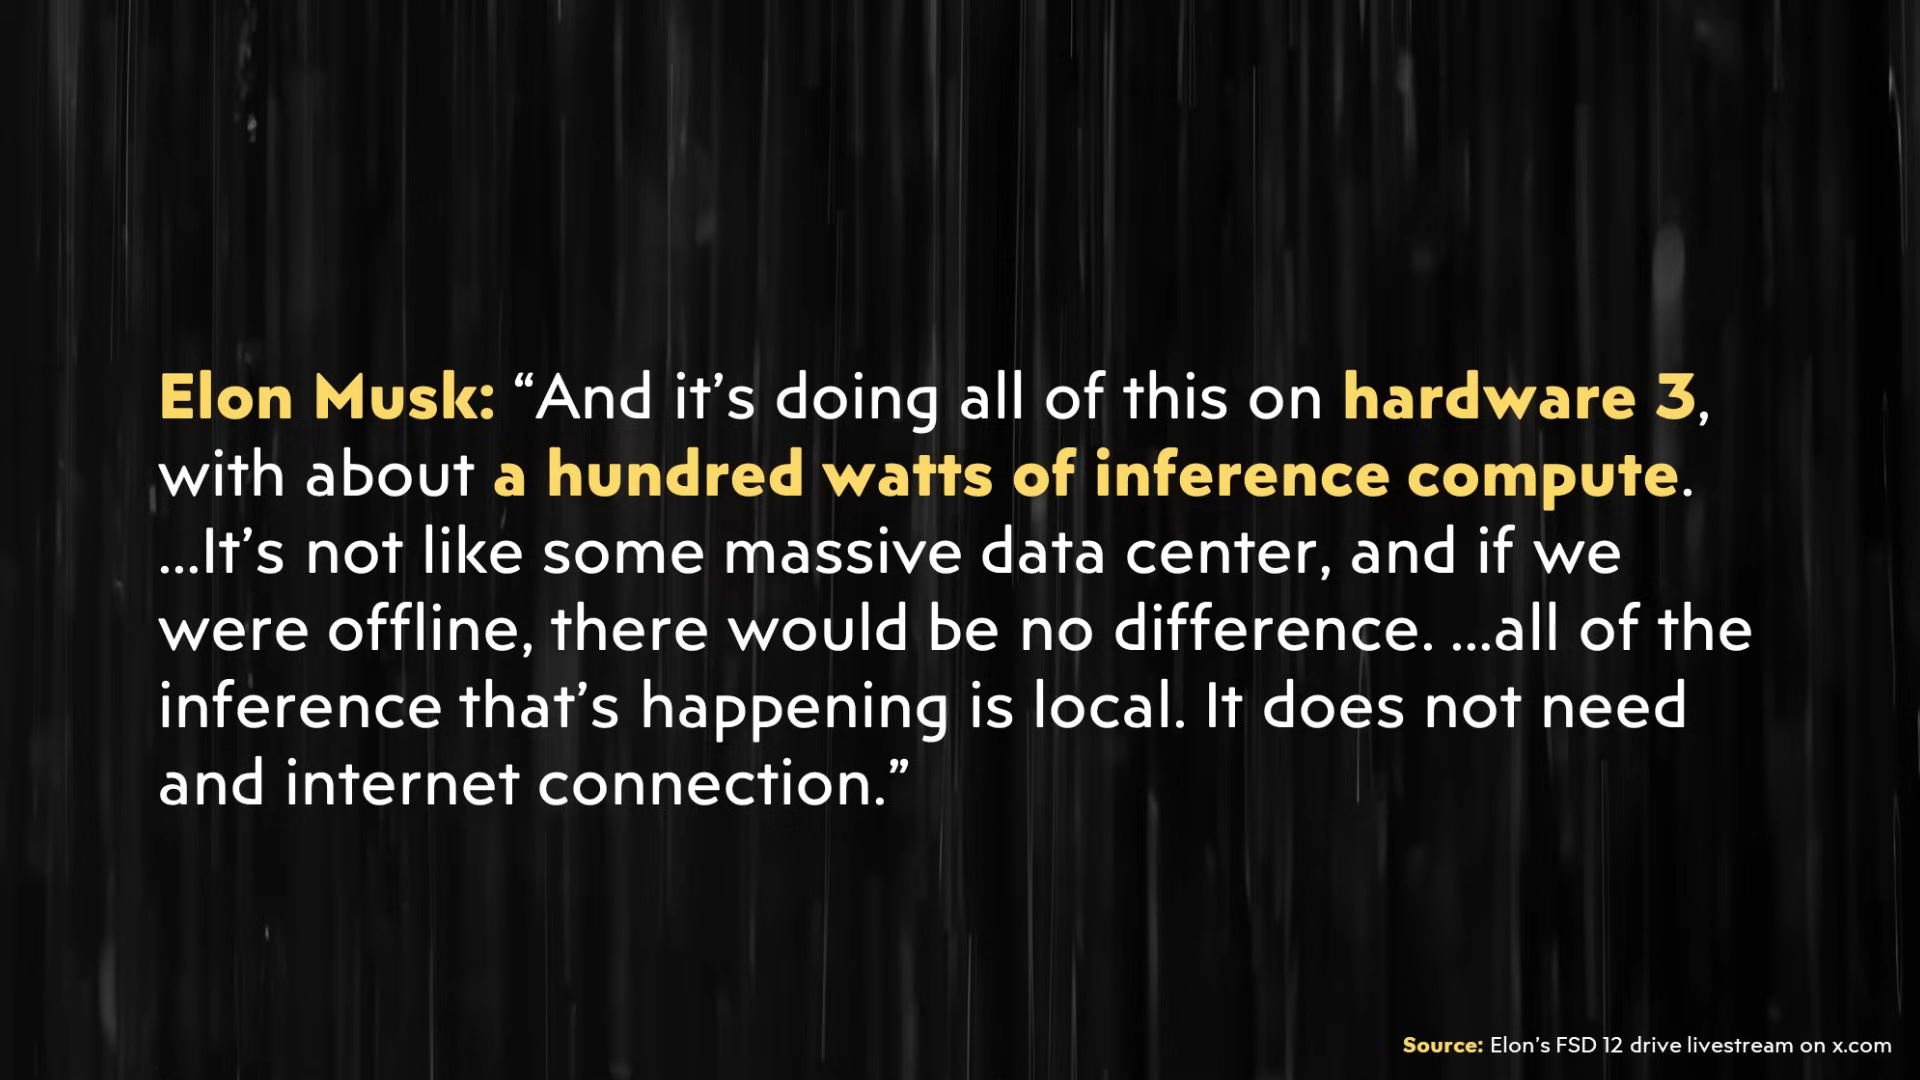 Elon Musk: “And it’s doing all of this on hardware 3,
with about a hundred watts of inference compute.
...It’s not like some massive data center, and if we
were offline, there would be no difference. ...all of the
inference that’s happening is local. It does not need
and internet connection.”
Source: Elon’s FSD 12 drive livestream on x.com